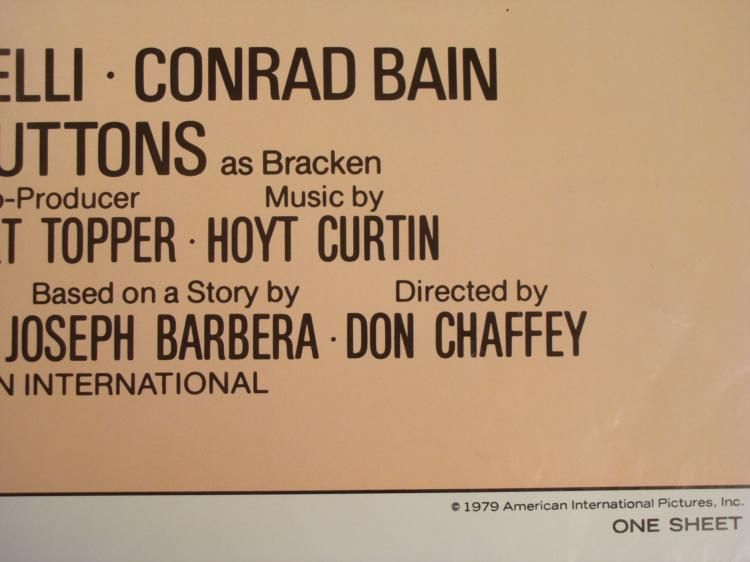 ELLI · CONRAD BAIN
UTTONS as Bracken
o-Producer Music by
T TOPPER · HOYT CURTIN
Based on a Story by Directed by
JOSEPH BARBERA · DON CHAFFEY
N INTERNATIONAL
© 1979 American International Pictures, Inc.
ONE SHEET